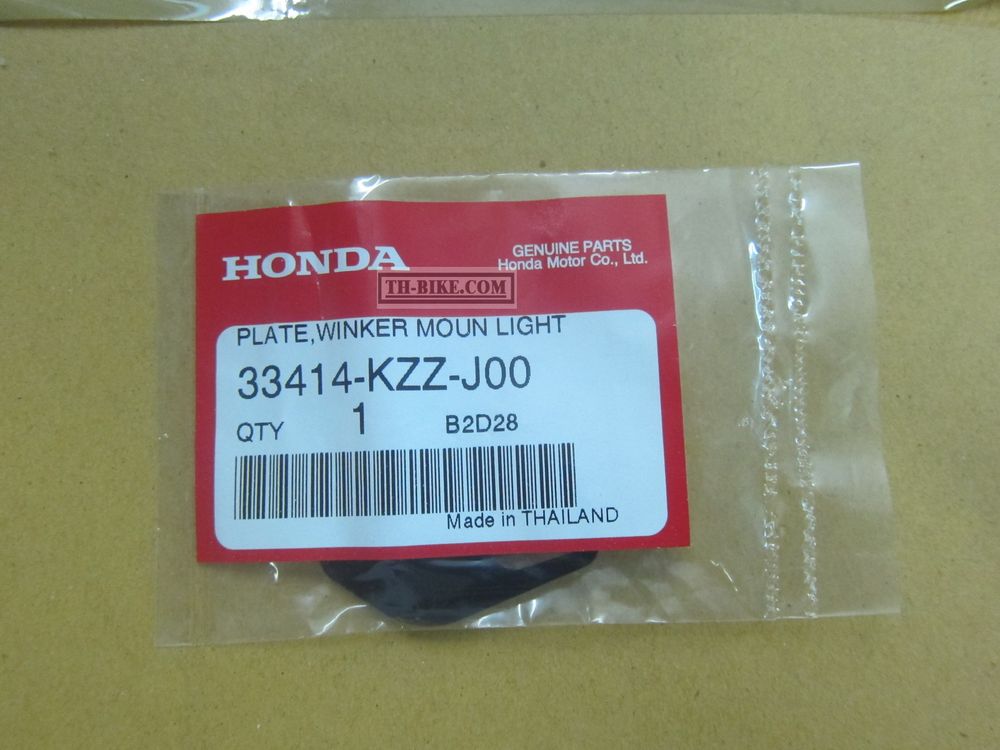 HONDA
GENUINE PARTS
Honda Motor Co., Ltd.
TH-BIKE.COM
PLATE,WINKER MOUN LIGHT
33414-KZZ-J00
QTY 1 B2D28
Made in THAILAND